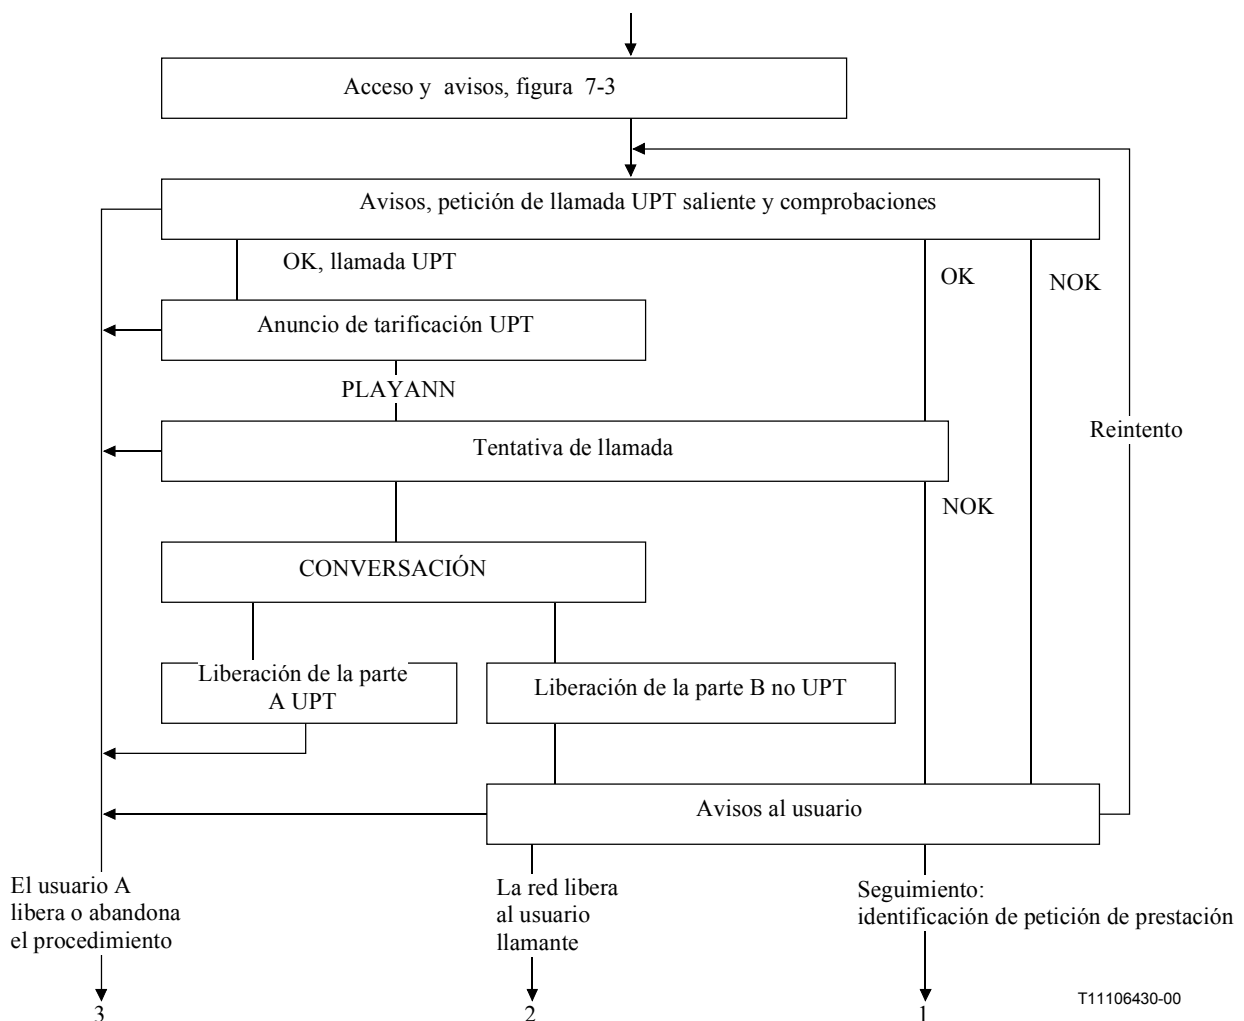 Acceso y avisos, figura 7-3
Avisos, petición de llamada UPT saliente y comprobaciones
OK, llamada UPT
OK
NOK
Anuncio de tarificación UPT
PLAYANN
Reintento
Tentativa de llamada
NOK
CONVERSACIÓN
Liberación de la parte
A UPT
Liberación de la parte B no UPT
Avisos al usuario
El usuario A
libera o abandona
el procedimiento
La red libera
al usuario
llamante
Seguimiento:
identificación de petición de prestación
3
2
1
T11106430-00